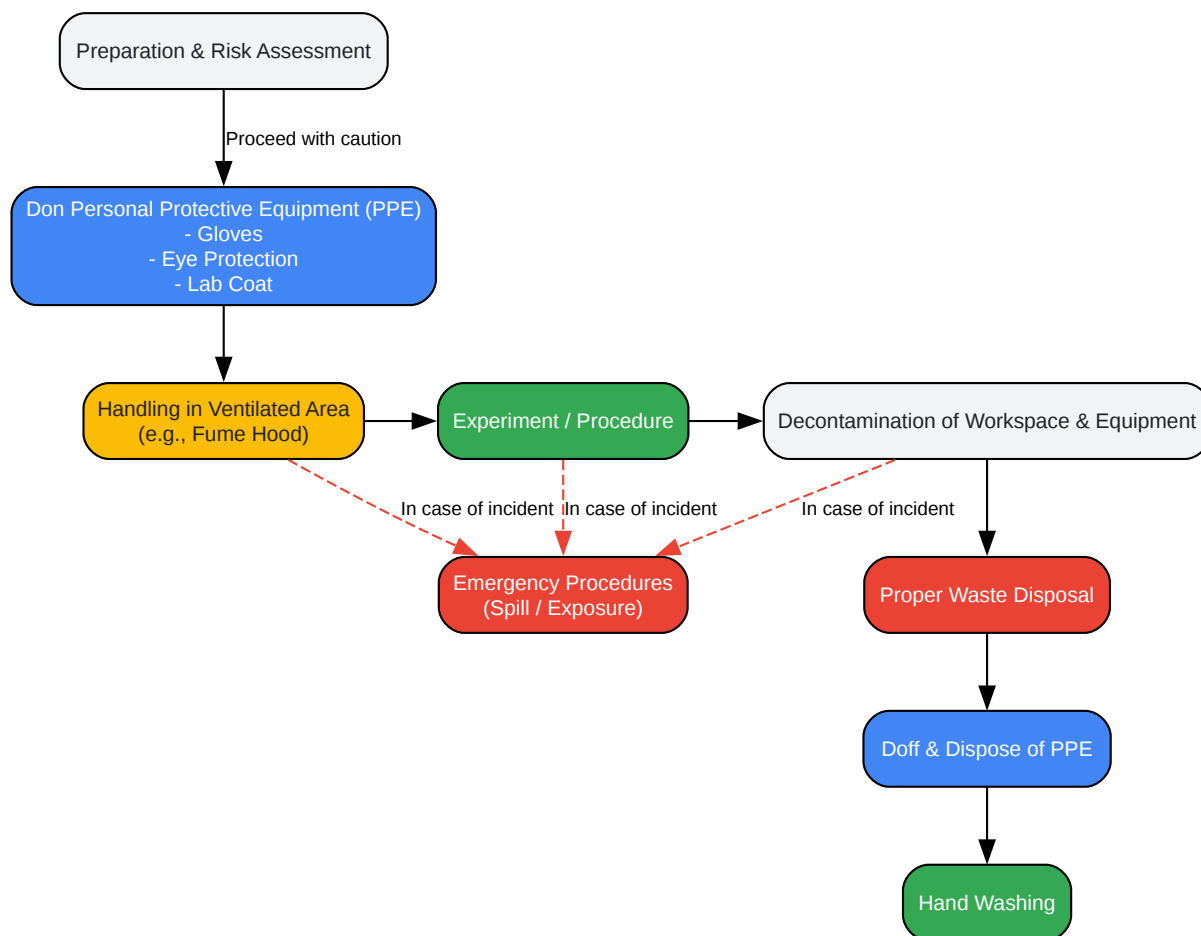 Preparation & Risk Assessment
Proceed with caution
Don Personal Protective Equipment (PPE)
- Gloves
- Eye Protection
- Lab Coat
Handling in Ventilated Area
(e.g., Fume Hood)
Experiment / Procedure
Decontamination of Workspace & Equipment
In case of incident
In case of incident
In case of incident
Emergency Procedures
(Spill / Exposure)
Proper Waste Disposal
Doff & Dispose of PPE
Hand Washing